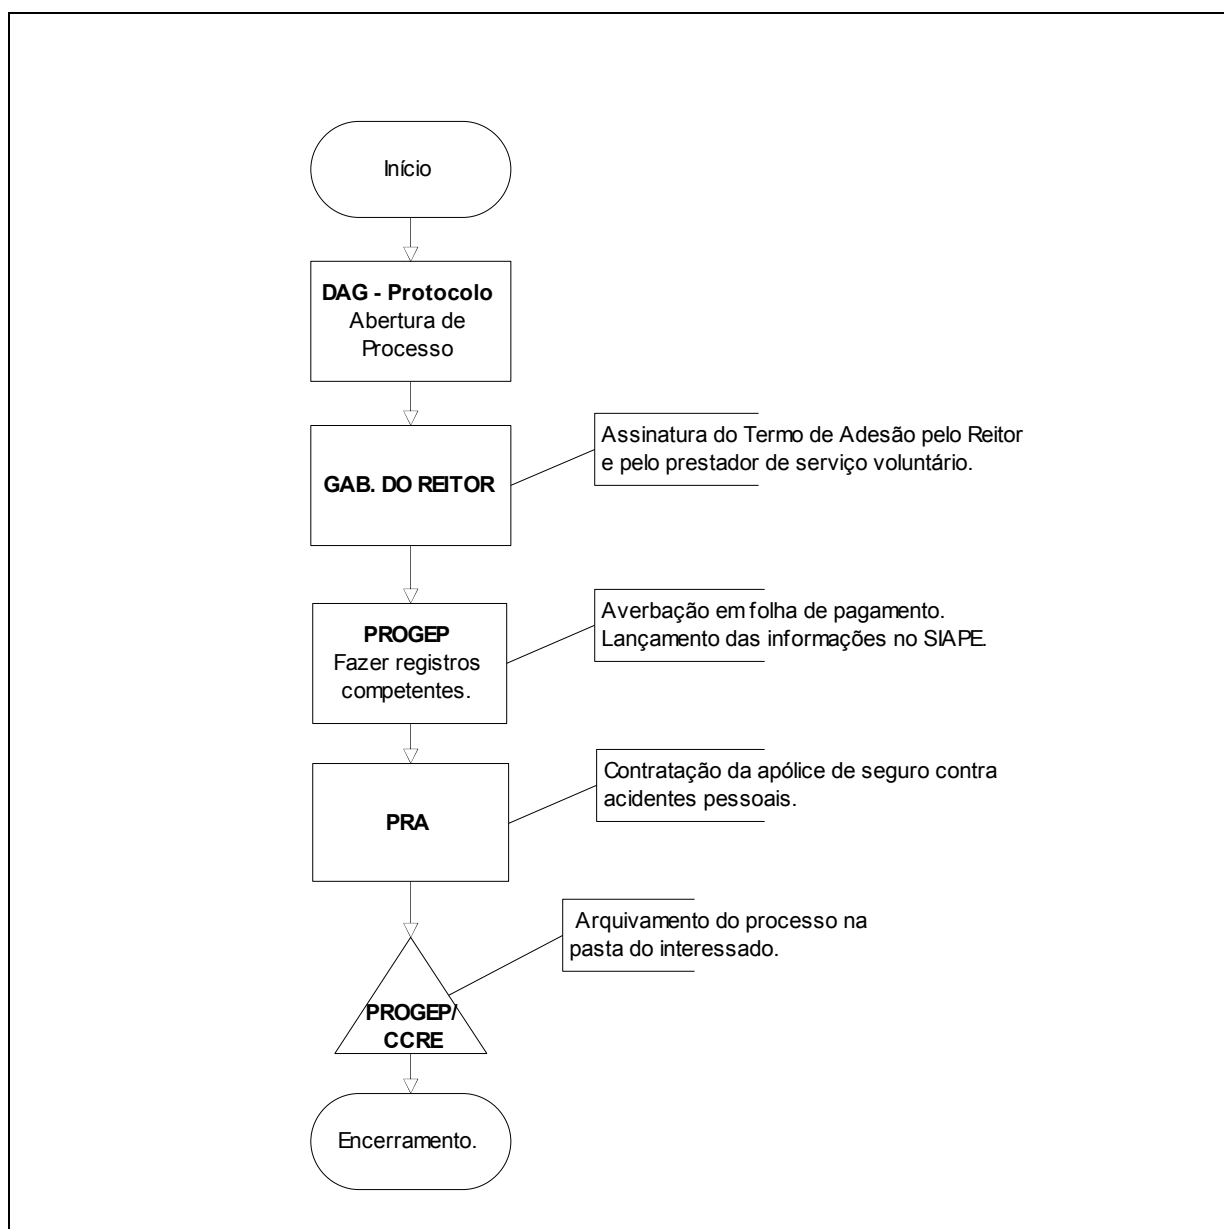 Início
DAG - Protocolo
Abertura de
Processo
GAB. DO REITOR
Assinatura do Termo de Adesão pelo Reitor
e pelo prestador de serviço voluntário.
PROGEP
Fazer registros
competentes.
Averbação em folha de pagamento.
Lançamento das informações no SIAPE.
PRA
Contratação da apólice de seguro contra
acidentes pessoais.
Arquivamento do processo na
pasta do interessado.
PROGEP/
CCRE
Encerramento.